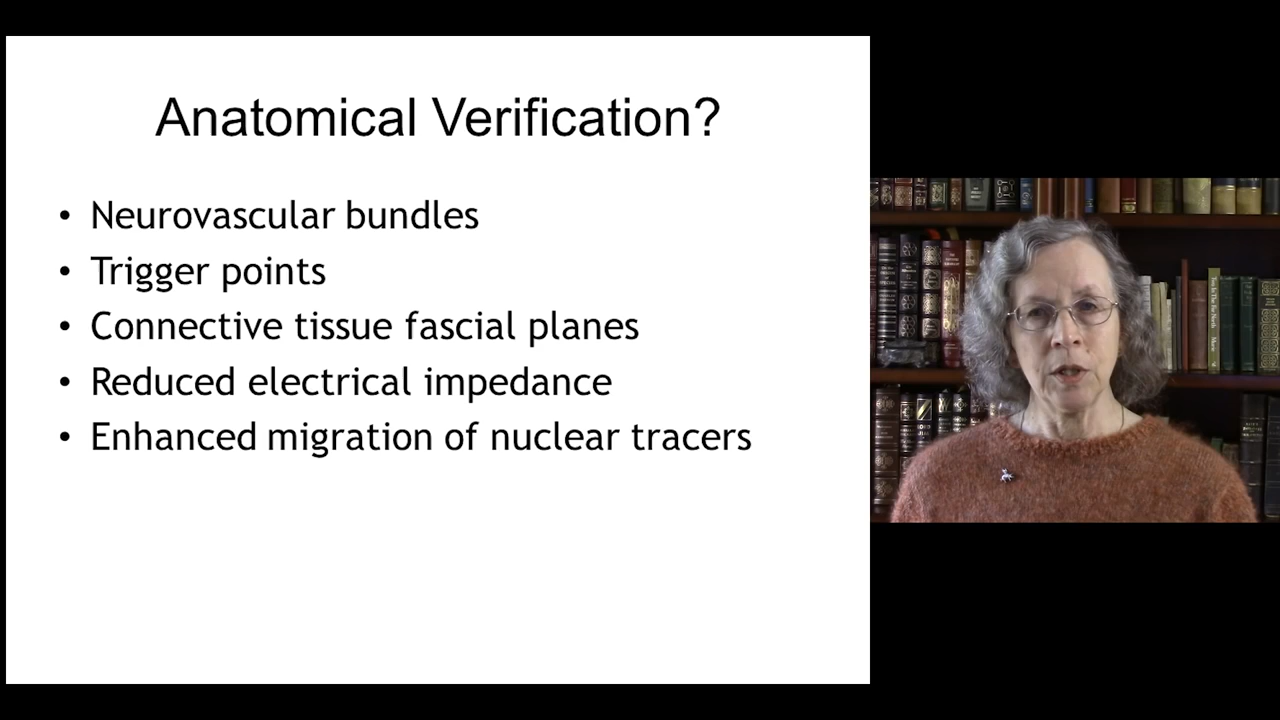 Anatomical Verification?
• Neurovascular bundles
• Trigger points
• Connective tissue fascial planes
• Reduced electrical impedance
• Enhanced migration of nuclear tracers